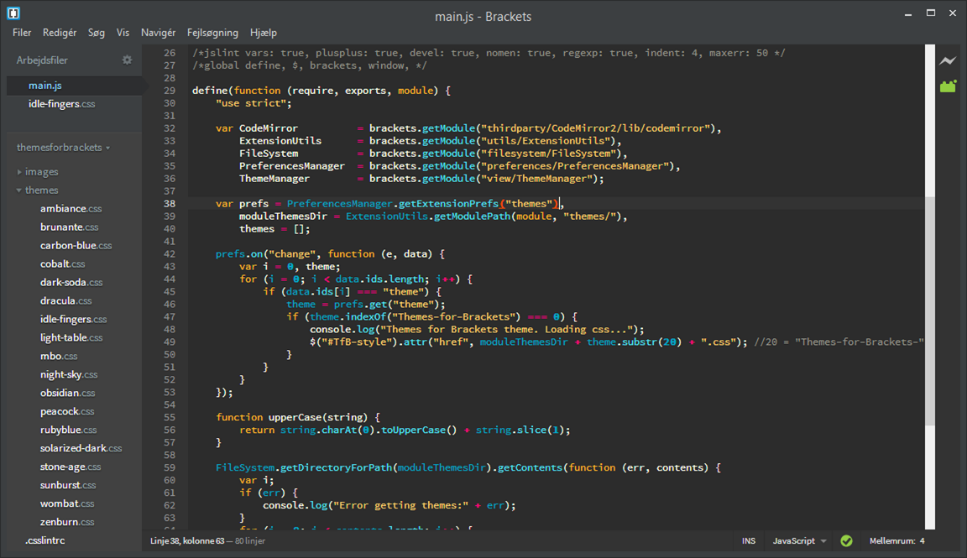 main.js - Brackets
Filer Redigér Søg Vis Navigér Fejlsøgning Hjælp
Arbejdsfiler
main.js
idle-fingers.css
themesforbrackets
images
themes
ambiance.css
brunante.css
carbon-blue.css
cobalt.css
dark-soda.css
dracula.css
idle-fingers.css
light-table.css
mbo.css
night-sky.css
obsidian.css
peacock.css
rubyblue.css
solarized-dark.css
stone-age.css
sunburst.css
wombat.css
zenburn.css
.csslintrc
26 /*jslint vars: true, plusplus: true, devel: true, nomen: true, regexp: true, indent: 4, maxerr: 50 */
27 /*global define, $, brackets, window, */
28
29 define(function (require, exports, module) {
30 "use strict";
31
32 var CodeMirror = brackets.getModule("thirdparty/CodeMirror2/lib/codemirror"),
33 ExtensionUtils = brackets.getModule("utils/ExtensionUtils"),
34 FileSystem = brackets.getModule("filesystem/FileSystem"),
35 PreferencesManager = brackets.getModule("preferences/PreferencesManager"),
36 ThemeManager = brackets.getModule("view/ThemeManager");
37
38 var prefs = PreferencesManager.getExtensionPrefs("themes"),
39 moduleThemesDir = ExtensionUtils.getModulePath(module, "themes/"),
40 themes = [];
41
42 prefs.on("change", function (e, data) {
43 var i = 0, theme;
44 for (i = 0; i < data.ids.length; i++) {
45 if (data.ids[i] === "theme") {
46 theme = prefs.get("theme");
47 if (theme.indexOf("Themes-for-Brackets") === 0) {
48 console.log("Themes for Brackets theme. Loading css...");
49 $("#TfB-style").attr("href", moduleThemesDir + theme.substr(20) + ".css"); //20 = "Themes-for-Brackets-"
50 }
51 }
52 }
53 });
54
55 function upperCase(string) {
56 return string.charAt(0).toUpperCase() + string.slice(1);
57 }
58
59 FileSystem.getDirectoryForPath(moduleThemesDir).getContents(function (err, contents) {
60 var i;
61 if (err) {
62 console.log("Error getting themes:" + err);
63 }
64 for (i = 0; i < contents.length; i++) {
Linje 38, kolonne 63 — 80 linjer
INS JavaScript Mellemrum: 4